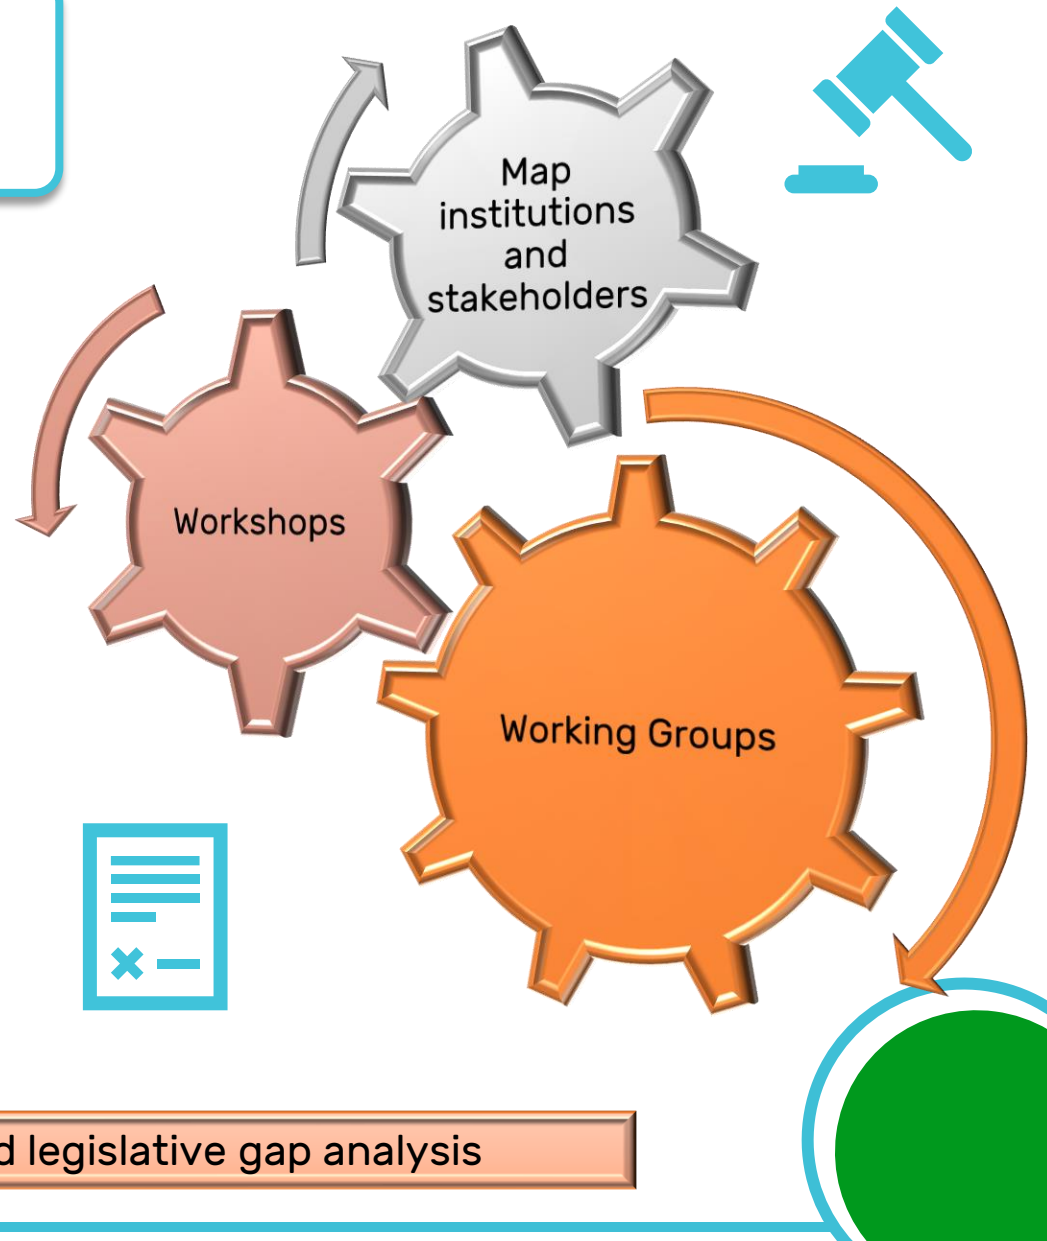 Map
institutions
and
stakeholders
Workshops
Working Groups
legislative gap analysis